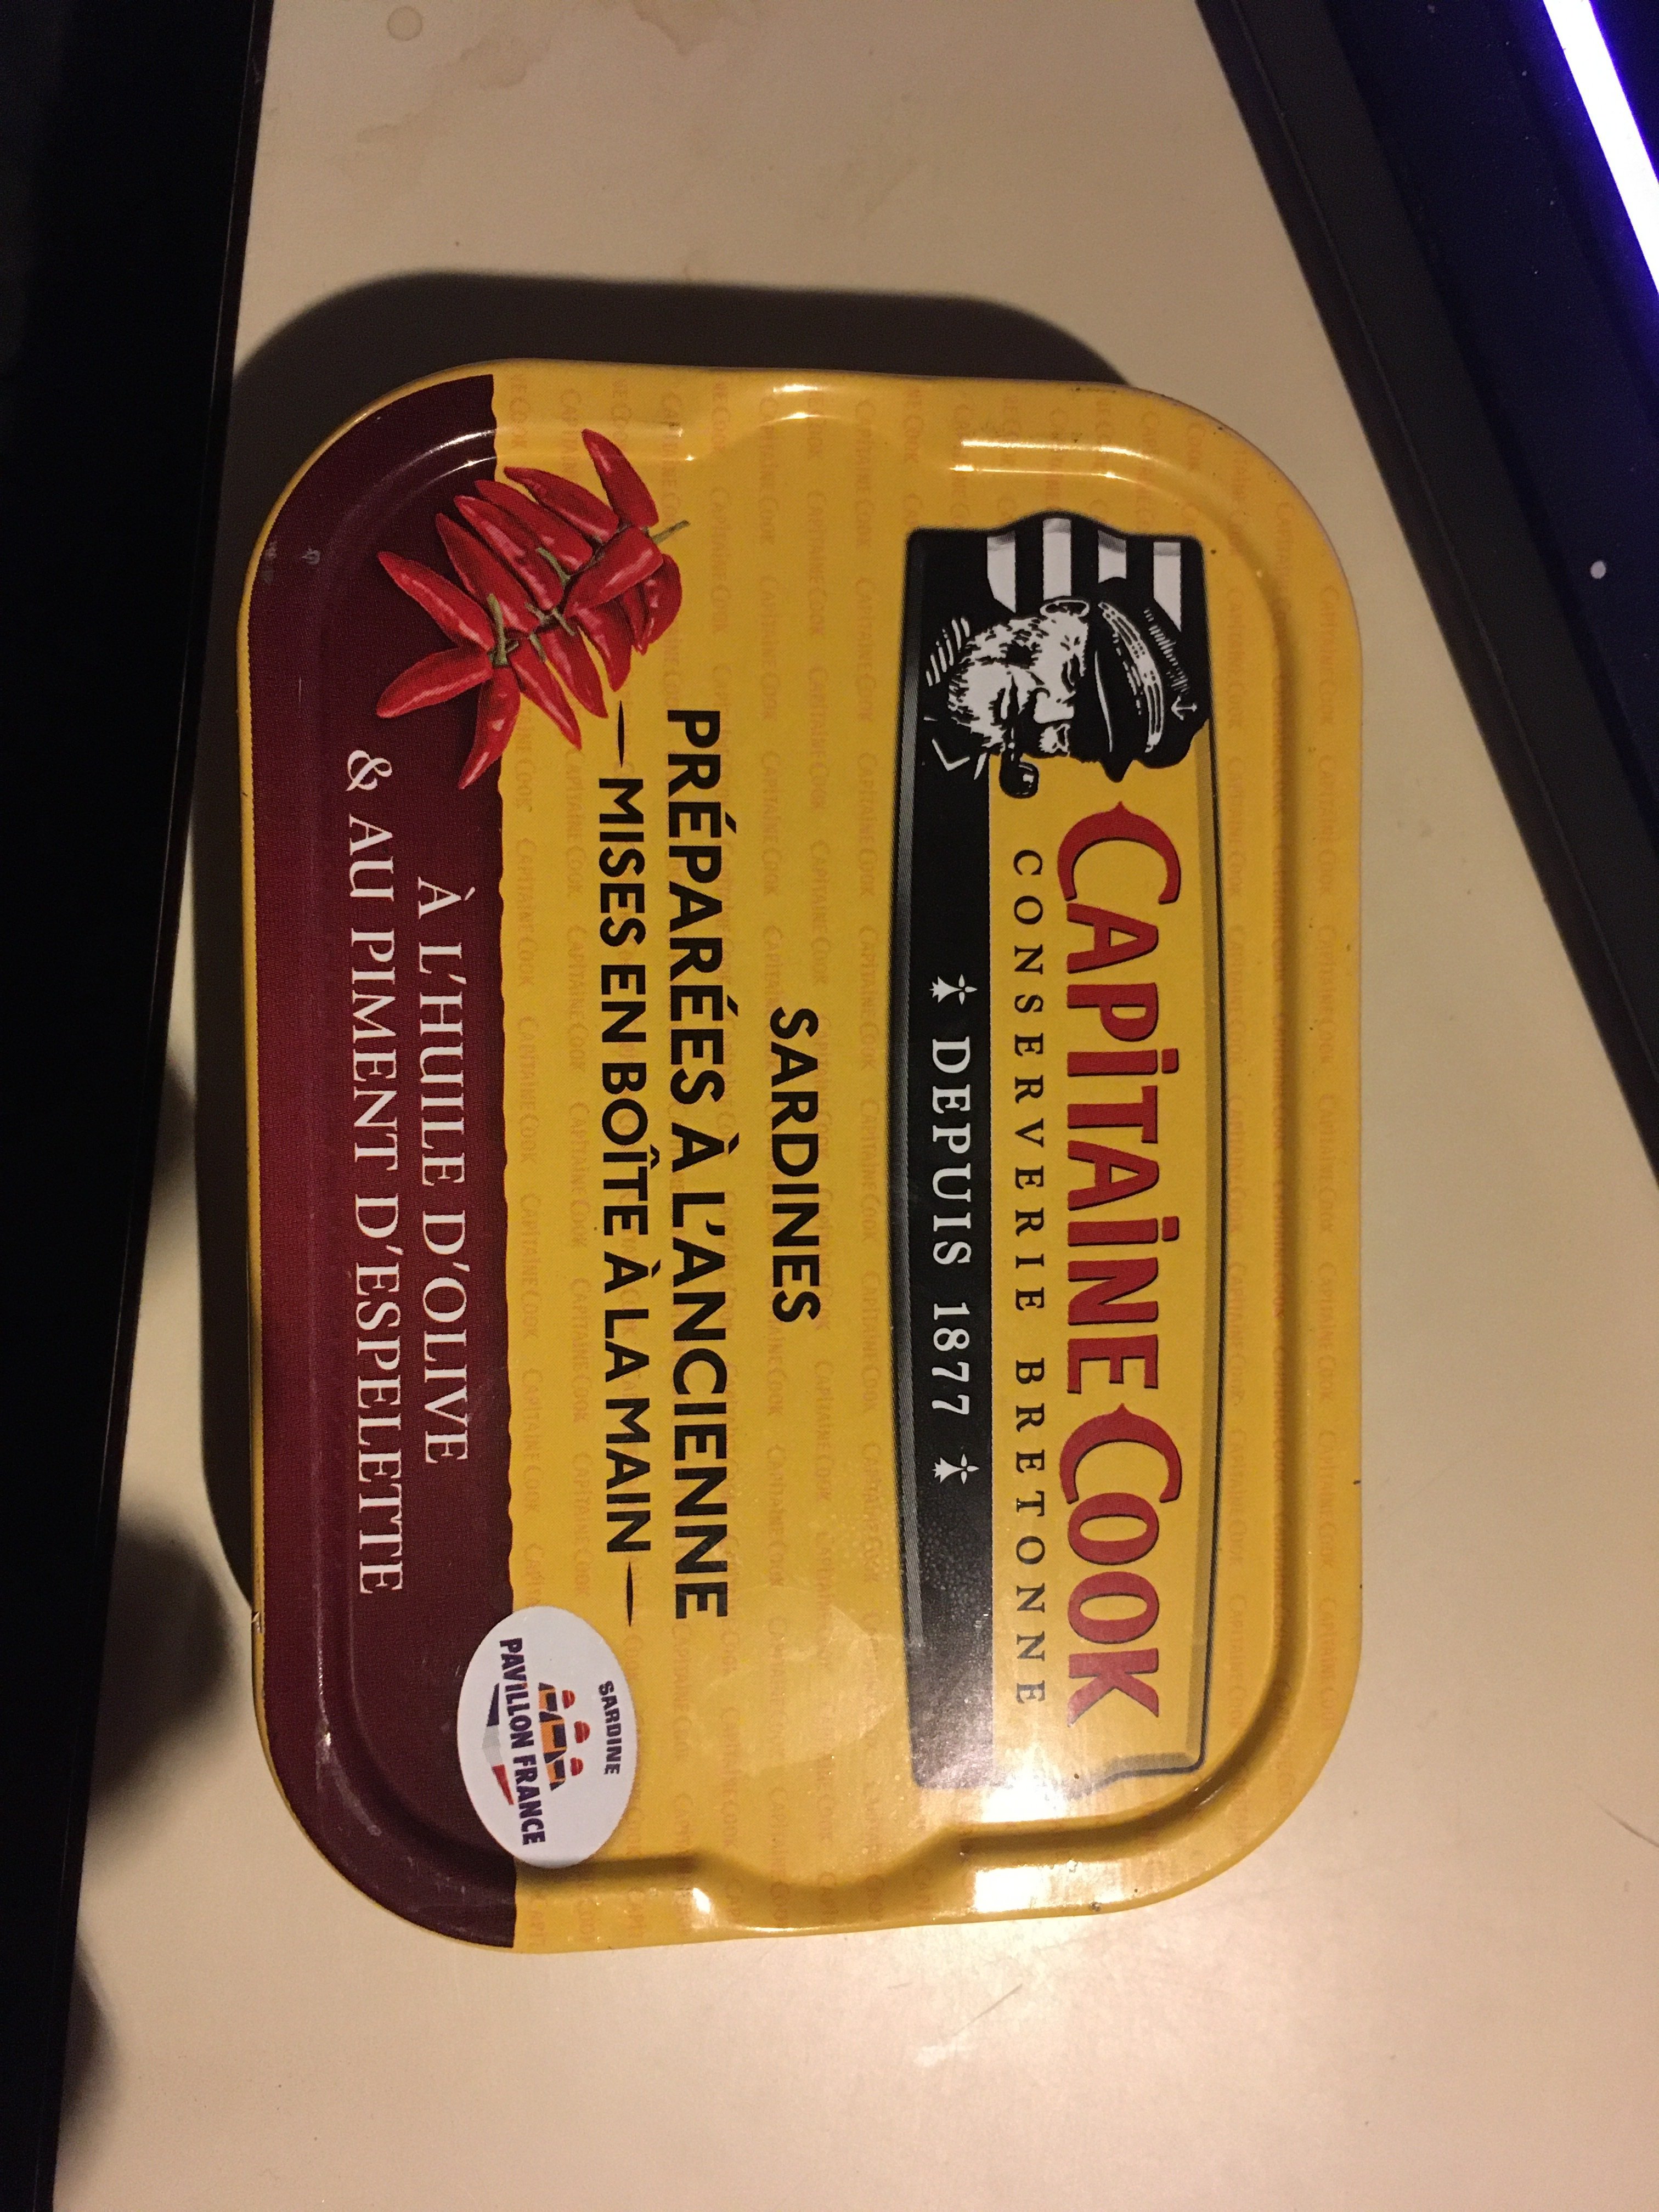 CAPITAINE COOK
CONSERVERIE BRETONNE
DEPUIS 1877
SARDINES
PRÉPARÉES À L'ANCIENNE
MISES EN BOÎTE À LA MAIN
À L'HUILE D'OLIVE
& AU PIMENT D'ESPELETTE
SARDINE
PAVILLON FRANCE